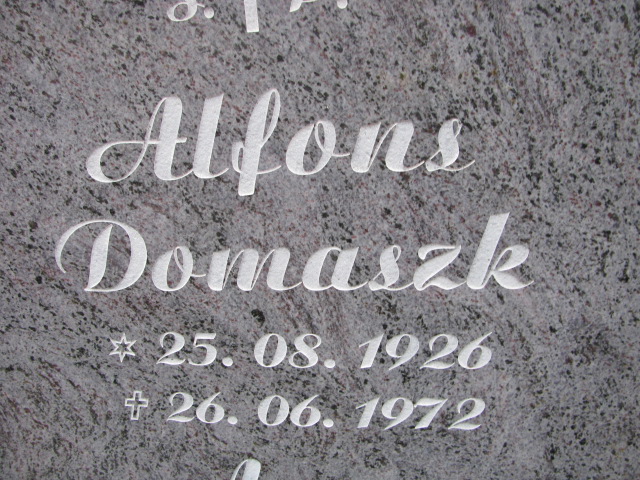 Alfons
Domaszk
✡ 25. 08. 1926
✝ 26. 06. 1972